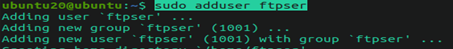 ubuntu20@ubuntu:~$ sudo adduser ftpser
Adding user `ftpser' ...
Adding new group `ftpser' (1001) ...
Adding new user `ftpser' (1001) with group `ftpser' ...